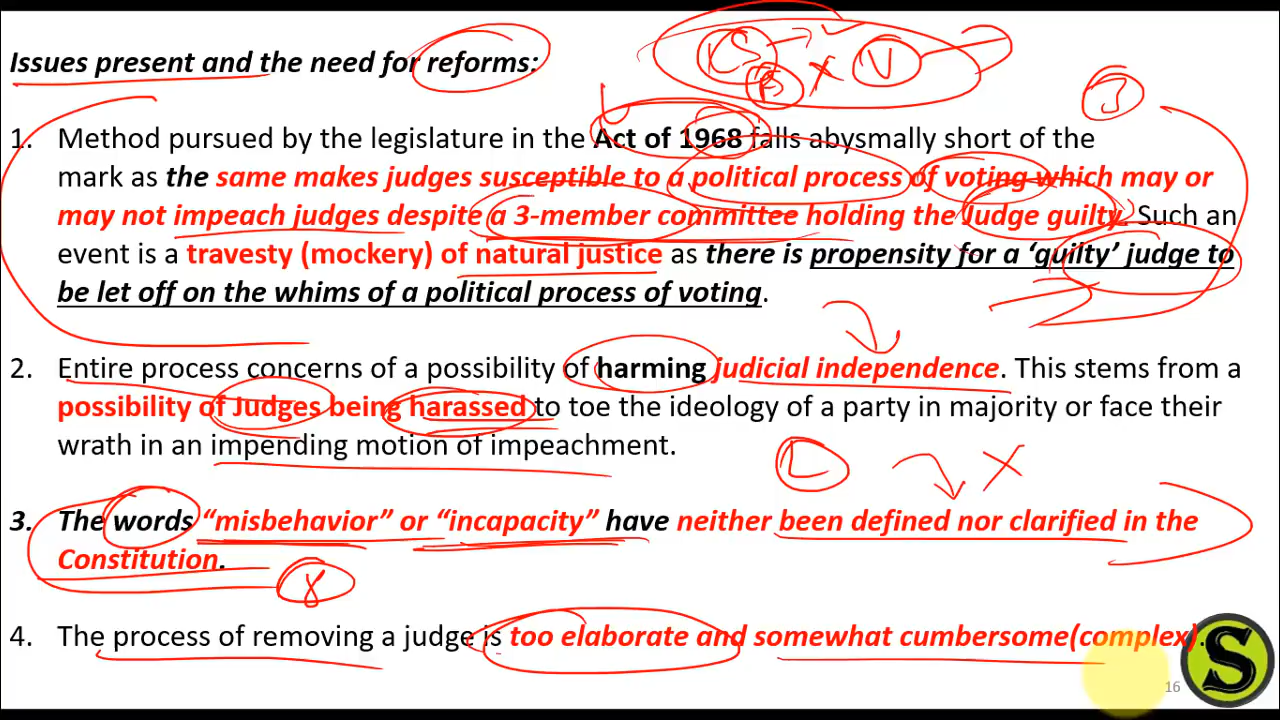 Issues present and the need for reforms:
KS
V
B
X
J
1. Method pursued by the legislature in the Act of 1968 falls abysmally short of the
mark as the same makes judges susceptible to a political process of voting which may or
may not impeach judges despite a 3-member committee holding the Judge guilty. Such an
event is a travesty (mockery) of natural justice as there is propensity for a ‘guilty’ judge to
be let off on the whims of a political process of voting.
2. Entire process concerns of a possibility of harming judicial independence. This stems from a
possibility of Judges being harassed to toe the ideology of a party in majority or face their
wrath in an impending motion of impeachment.
L
3. The words “misbehavior” or “incapacity” have neither been defined nor clarified in the
Constitution.
4. The process of removing a judge is too elaborate and somewhat cumbersome(complex).
S
16